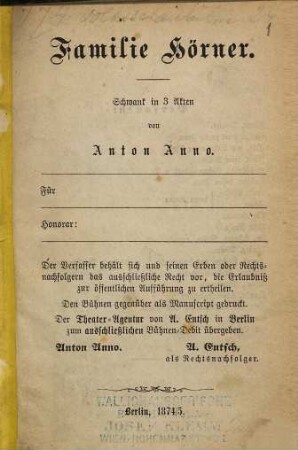 1
Familie Hörner.
Schwank in 3 Akten
von
Anton Anno.
Für
Honorar:
Der Verfasser behält sich und seinen Erben oder Rechts-
nachfolgern das ausschließliche Recht vor, die Erlaubniß
zur öffentlichen Aufführung zu ertheilen.
Den Bühnen gegenüber als Manuscript gedruckt.
Der Theater-Agentur von A. Entsch in Berlin
zum ausschließlichen Bühnen-Debit übergeben.
Anton Anno. A. Entsch,
als Rechtsnachfolger.
Berlin, 1874/5.